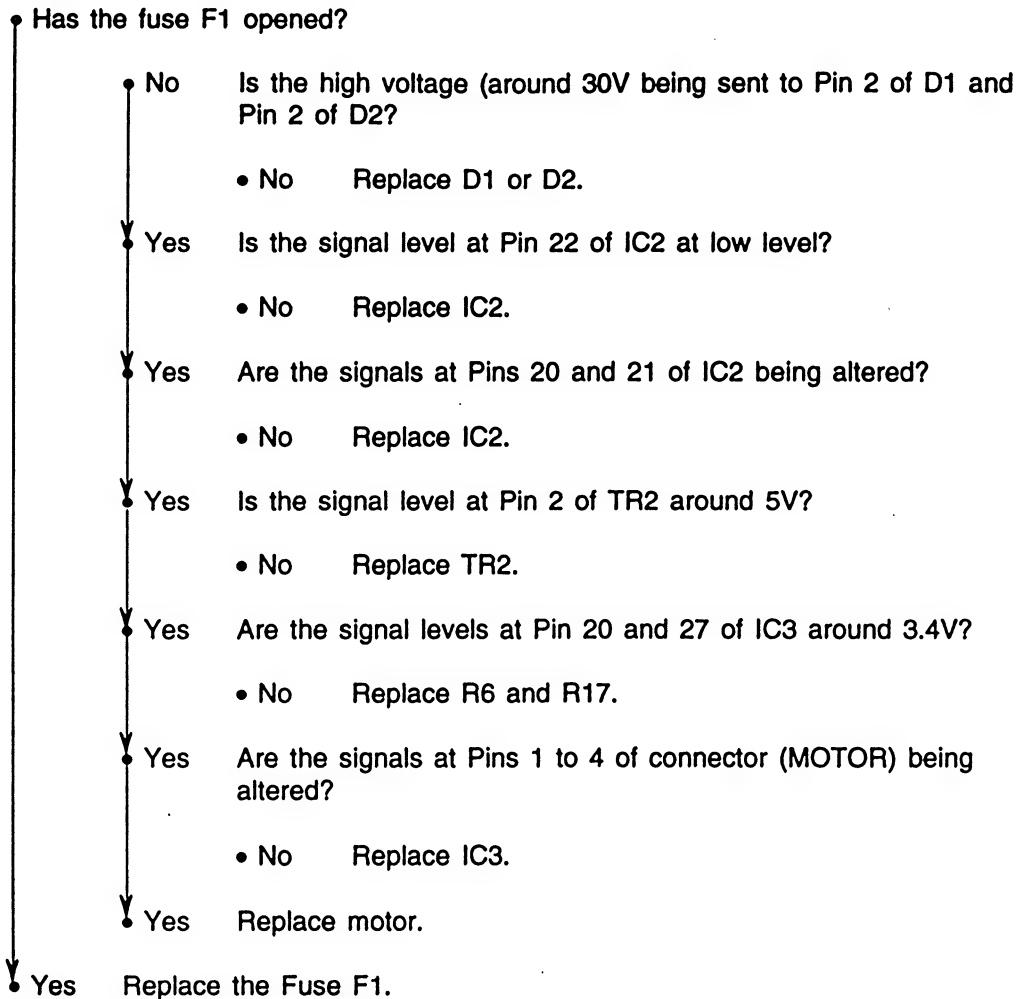 • Has the fuse F1 opened?
• No Is the high voltage (around 30V being sent to Pin 2 of D1 and
Pin 2 of D2?
• No Replace D1 or D2.
• Yes Is the signal level at Pin 22 of IC2 at low level?
• No Replace IC2.
• Yes Are the signals at Pins 20 and 21 of IC2 being altered?
• No Replace IC2.
• Yes Is the signal level at Pin 2 of TR2 around 5V?
• No Replace TR2.
• Yes Are the signal levels at Pin 20 and 27 of IC3 around 3.4V?
• No Replace R6 and R17.
• Yes Are the signals at Pins 1 to 4 of connector (MOTOR) being
altered?
• No Replace IC3.
• Yes Replace motor.
• Yes Replace the Fuse F1.